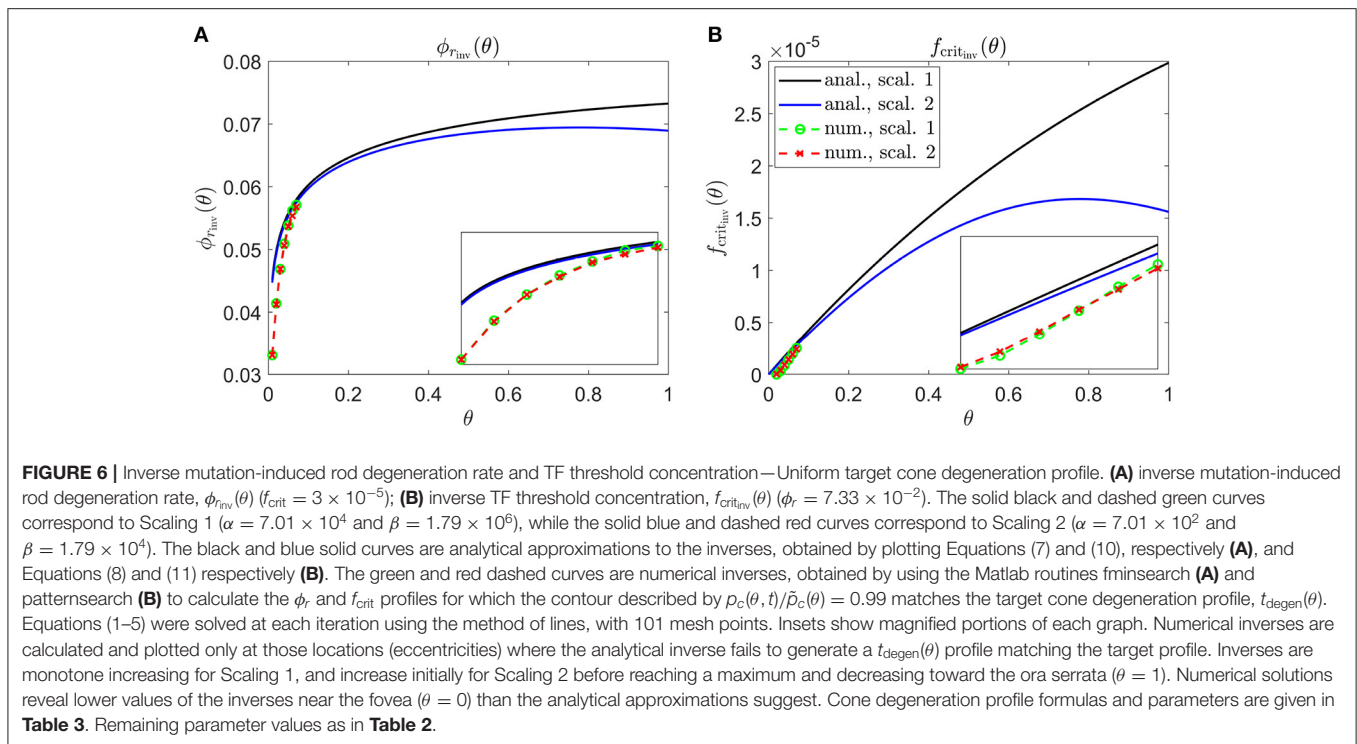 A
B
ϕ_{r_inv}(θ)
f_{crit_inv}(θ)
×10^{-5}
0.08
0.07
0.06
0.05
0.04
0.03
ϕ_{r_inv}(θ)
0 0.2 0.4 0.6 0.8 1
θ
3
2.5
2
1.5
1
0.5
0
f_{crit_inv}(θ)
anal., scal. 1
anal., scal. 2
num., scal. 1
num., scal. 2
0 0.2 0.4 0.6 0.8 1
θ
FIGURE 6 | Inverse mutation-induced rod degeneration rate and TF threshold concentration—Uniform target cone degeneration profile. (A) inverse mutation-induced
rod degeneration rate, ϕ_{r_inv}(θ) (f_crit = 3 × 10^{-5}); (B) inverse TF threshold concentration, f_{crit_inv}(θ) (ϕ_r = 7.33 × 10^{-2}). The solid black and dashed green curves
correspond to Scaling 1 (α = 7.01 × 10^4 and β = 1.79 × 10^6), while the solid blue and dashed red curves correspond to Scaling 2 (α = 7.01 × 10^2 and
β = 1.79 × 10^4). The black and blue solid curves are analytical approximations to the inverses, obtained by plotting Equations (7) and (10), respectively (A), and
Equations (8) and (11) respectively (B). The green and red dashed curves are numerical inverses, obtained by using the Matlab routines fminsearch (A) and
patternsearch (B) to calculate the ϕ_r and f_crit profiles for which the contour described by p_c(θ, t)/p̃_c(θ) = 0.99 matches the target cone degeneration profile, t_degen(θ).
Equations (1–5) were solved at each iteration using the method of lines, with 101 mesh points. Insets show magnified portions of each graph. Numerical inverses are
calculated and plotted only at those locations (eccentricities) where the analytical inverse fails to generate a t_degen(θ) profile matching the target profile. Inverses are
monotone increasing for Scaling 1, and increase initially for Scaling 2 before reaching a maximum and decreasing toward the ora serrata (θ = 1). Numerical solutions
reveal lower values of the inverses near the fovea (θ = 0) than the analytical approximations suggest. Cone degeneration profile formulas and parameters are given in
Table 3. Remaining parameter values as in Table 2.